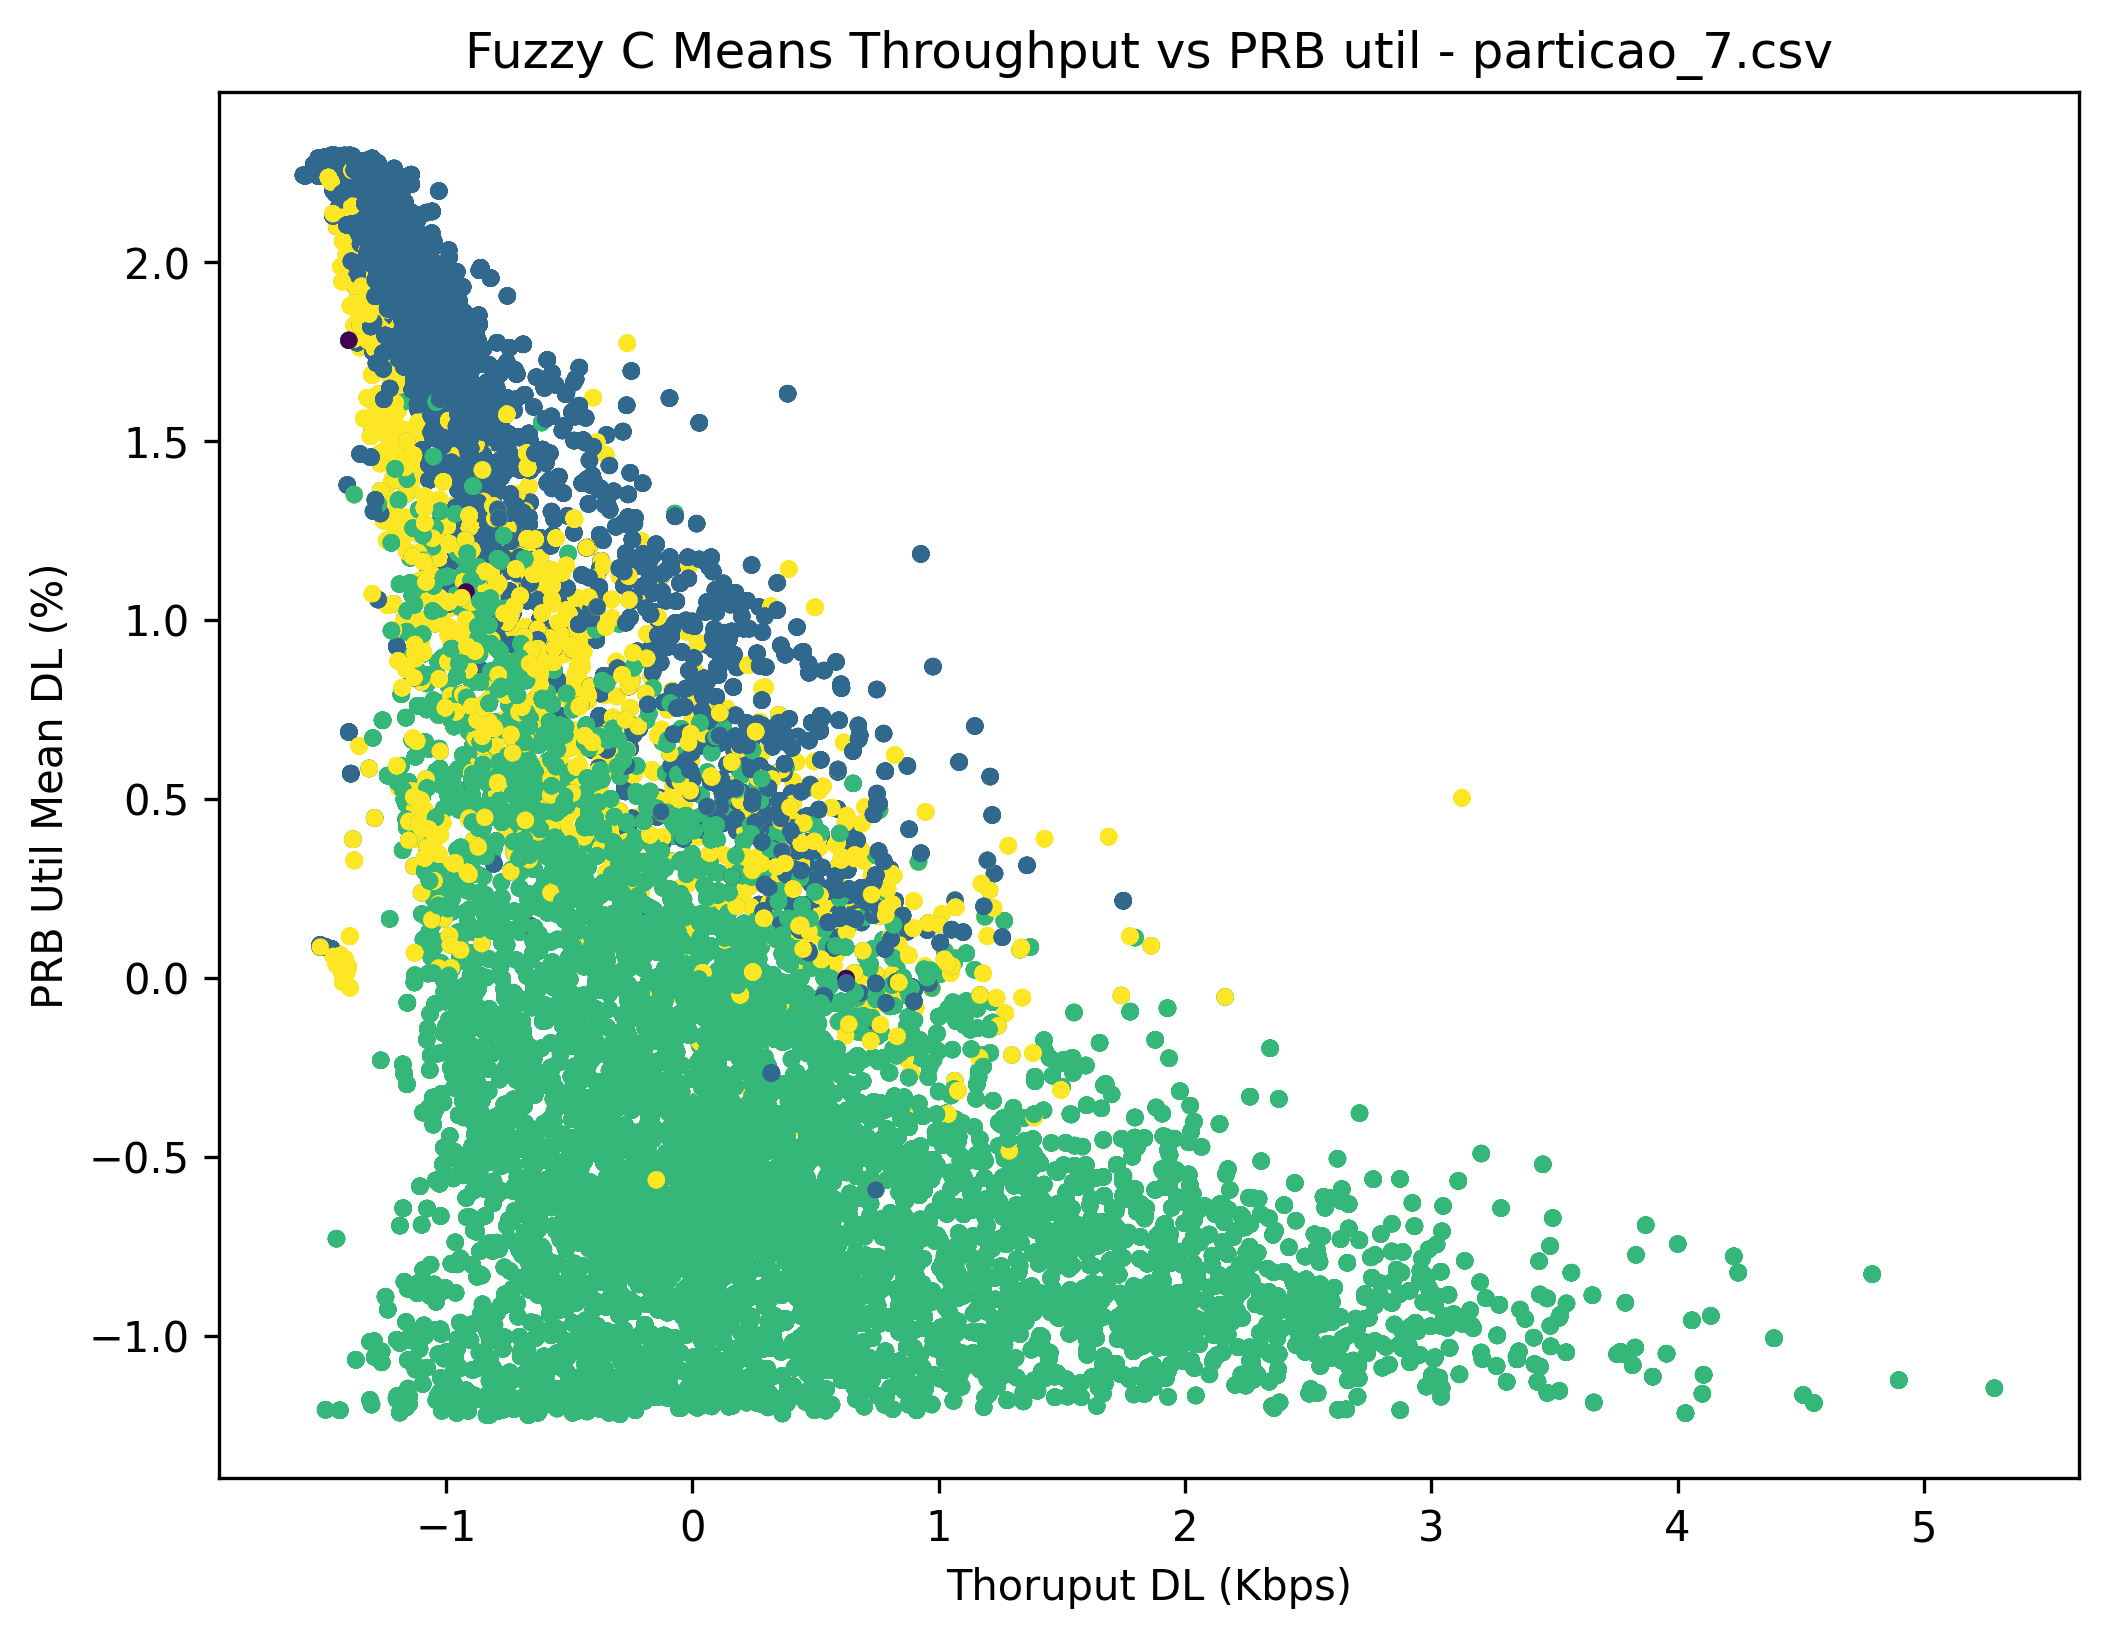 Fuzzy C Means Throughput vs PRB util - particao_7.csv
PRB Util Mean DL (%)
2.0
1.5
1.0
0.5
0.0
−0.5
−1.0
−1 0 1 2 3 4 5
Thoruput DL (Kbps)